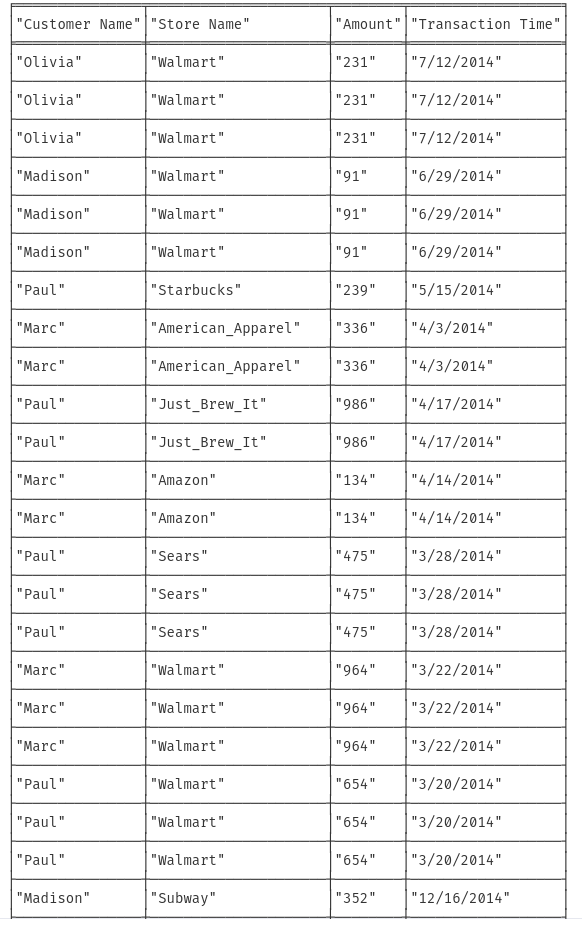 "Customer Name" "Store Name" "Amount" "Transaction Time"
"Olivia" "Walmart" "231" "7/12/2014"
"Olivia" "Walmart" "231" "7/12/2014"
"Olivia" "Walmart" "231" "7/12/2014"
"Madison" "Walmart" "91" "6/29/2014"
"Madison" "Walmart" "91" "6/29/2014"
"Madison" "Walmart" "91" "6/29/2014"
"Paul" "Starbucks" "239" "5/15/2014"
"Marc" "American_Apparel" "336" "4/3/2014"
"Marc" "American_Apparel" "336" "4/3/2014"
"Paul" "Just_Brew_It" "986" "4/17/2014"
"Paul" "Just_Brew_It" "986" "4/17/2014"
"Marc" "Amazon" "134" "4/14/2014"
"Marc" "Amazon" "134" "4/14/2014"
"Paul" "Sears" "475" "3/28/2014"
"Paul" "Sears" "475" "3/28/2014"
"Paul" "Sears" "475" "3/28/2014"
"Marc" "Walmart" "964" "3/22/2014"
"Marc" "Walmart" "964" "3/22/2014"
"Marc" "Walmart" "964" "3/22/2014"
"Paul" "Walmart" "654" "3/20/2014"
"Paul" "Walmart" "654" "3/20/2014"
"Paul" "Walmart" "654" "3/20/2014"
"Madison" "Subway" "352" "12/16/2014"